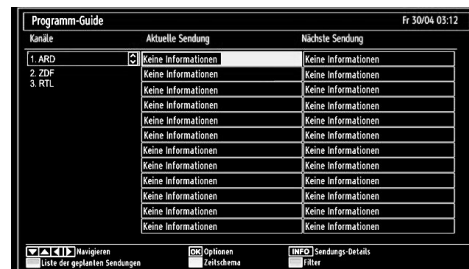 Programm-Guide Fr 30/04 03:12
Kanäle Aktuelle Sendung Nächste Sendung
1. ARD Keine Informationen Keine Informationen
2. ZDF Keine Informationen Keine Informationen
3. RTL Keine Informationen Keine Informationen
Keine Informationen Keine Informationen
Keine Informationen Keine Informationen
Keine Informationen Keine Informationen
Keine Informationen Keine Informationen
Keine Informationen Keine Informationen
Keine Informationen Keine Informationen
Keine Informationen Keine Informationen
Keine Informationen Keine Informationen
Keine Informationen Keine Informationen
Navigieren OK Optionen INFO Sendungs-Details
Liste der geplanten Sendungen Zeitschema Filter